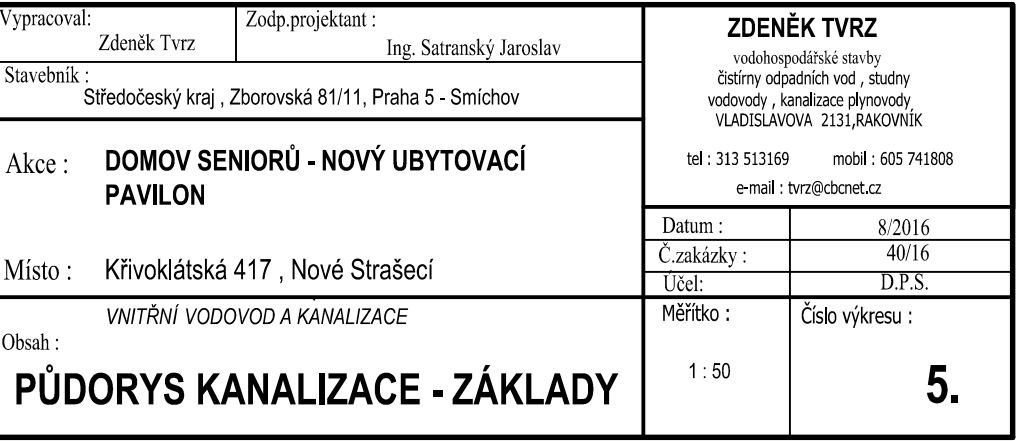 Vypracoval:
Zdeněk Tvrz
Zodp.projektant :
Ing. Satranský Jaroslav
Stavebník :
Středočeský kraj , Zborovská 81/11, Praha 5 - Smíchov
Akce :
DOMOV SENIORŮ - NOVÝ UBYTOVACÍ
PAVILON
Místo :
Křivoklátská 417 , Nové Strašecí
VNITŘNÍ VODOVOD A KANALIZACE
Obsah :
PŮDORYS KANALIZACE - ZÁKLADY
ZDENĚK TVRZ
vodohospodářské stavby
čistírny odpadních vod , studny
vodovody , kanalizace plynovody
VLADISLAVOVA 2131,RAKOVNÍK
tel : 313 513169 mobil : 605 741808
e-mail : tvrz@cbcnet.cz
Datum : 8/2016
Č.zakázky : 40/16
Účel: D.P.S.
Měřítko :
1 : 50
Číslo výkresu :
5.